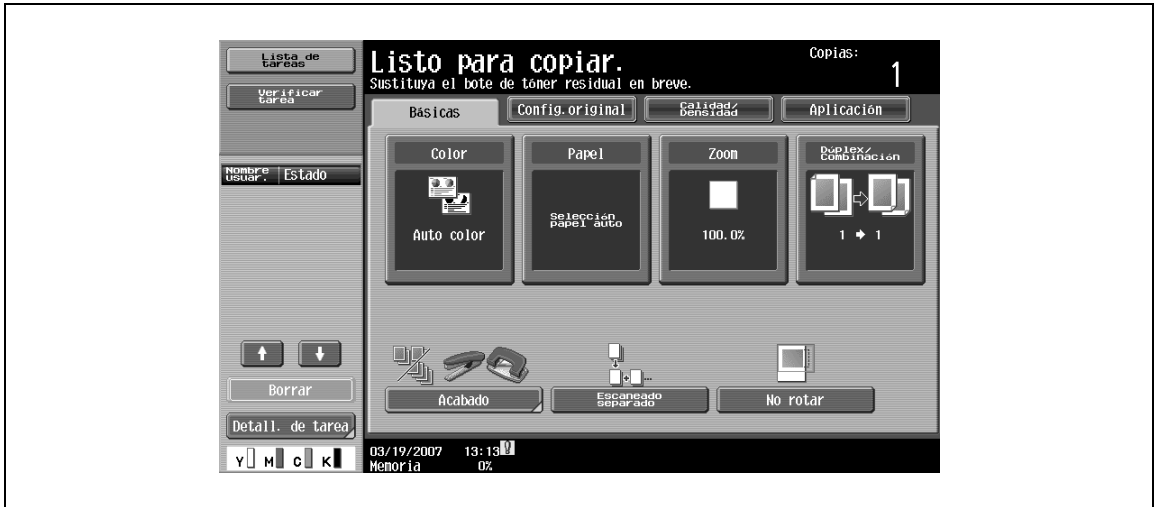 Lista de
tareas
Verificar
tarea
Nombre
usuar.
Estado
Borrar
Detall. de tarea
Y M C K
Listo para copiar.
Sustituya el bote de tóner residual en breve.
Copias:
1
Básicas
Config.original
Calidad/
Densidad
Aplicación
Color
Auto color
Papel
Selección
papel auto
Zoom
100.0%
Dúplex/
Combinación
1 → 1
Acabado
Escaneado
separado
No rotar
03/19/2007 13:13
Memoria 0%